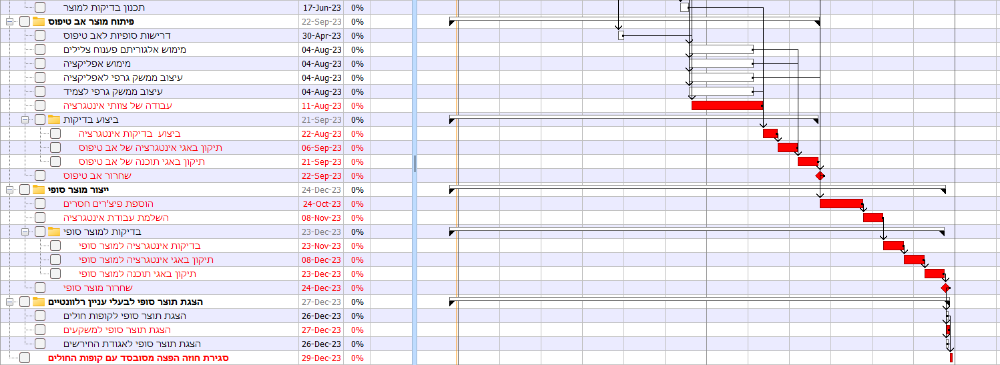 תכנון בדיקות למוצר 17-Jun-23 0%
פיתוח מוצר אב טיפוס 22-Sep-23 0%
דרישות סופיות לאב טיפוס 30-Apr-23 0%
מימוש אלגוריתם פענוח צלילים 04-Aug-23 0%
מימוש אפליקציה 04-Aug-23 0%
עיצוב ממשק גרפי לאפליקציה 04-Aug-23 0%
עיצוב ממשק גרפי לצמיד 04-Aug-23 0%
עבודה של צוותי אינטגרציה 11-Aug-23 0%
ביצוע בדיקות 21-Sep-23 0%
ביצוע בדיקות אינטגרציה 22-Aug-23 0%
תיקון באגי אינטגרציה של אב טיפוס 06-Sep-23 0%
תיקון באגי תוכנה של אב טיפוס 21-Sep-23 0%
שחרור אב טיפוס 22-Sep-23 0%
ייצור מוצר סופי 24-Dec-23 0%
הוספת פיצ'רים חסרים 24-Oct-23 0%
השלמת עבודת אינטגרציה 08-Nov-23 0%
בדיקות למוצר סופי 23-Dec-23 0%
בדיקות אינטגרציה למוצר סופי 23-Nov-23 0%
תיקון באגי אינטגרציה למוצר סופי 08-Dec-23 0%
תיקון באגי תוכנה למוצר סופי 23-Dec-23 0%
שחרור מוצר סופי 24-Dec-23 0%
הצגת תוצר סופי לבעלי עניין רלוונטיים 27-Dec-23 0%
הצגת תוצר סופי לקופות חולים 26-Dec-23 0%
הצגת תוצר סופי למשקעים 27-Dec-23 0%
הצגת תוצר סופי לאגודת החירשים 26-Dec-23 0%
סגירת חוזה הפצה מסובסד עם קופות החולים 29-Dec-23 0%